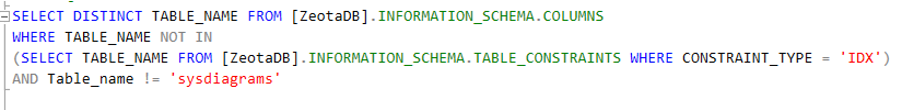 SELECT DISTINCT TABLE_NAME FROM [ZeotaDB].INFORMATION_SCHEMA.COLUMNS
WHERE TABLE_NAME NOT IN
(SELECT TABLE_NAME FROM [ZeotaDB].INFORMATION_SCHEMA.TABLE_CONSTRAINTS WHERE CONSTRAINT_TYPE = 'IDX')
AND Table_name != 'sysdiagrams'